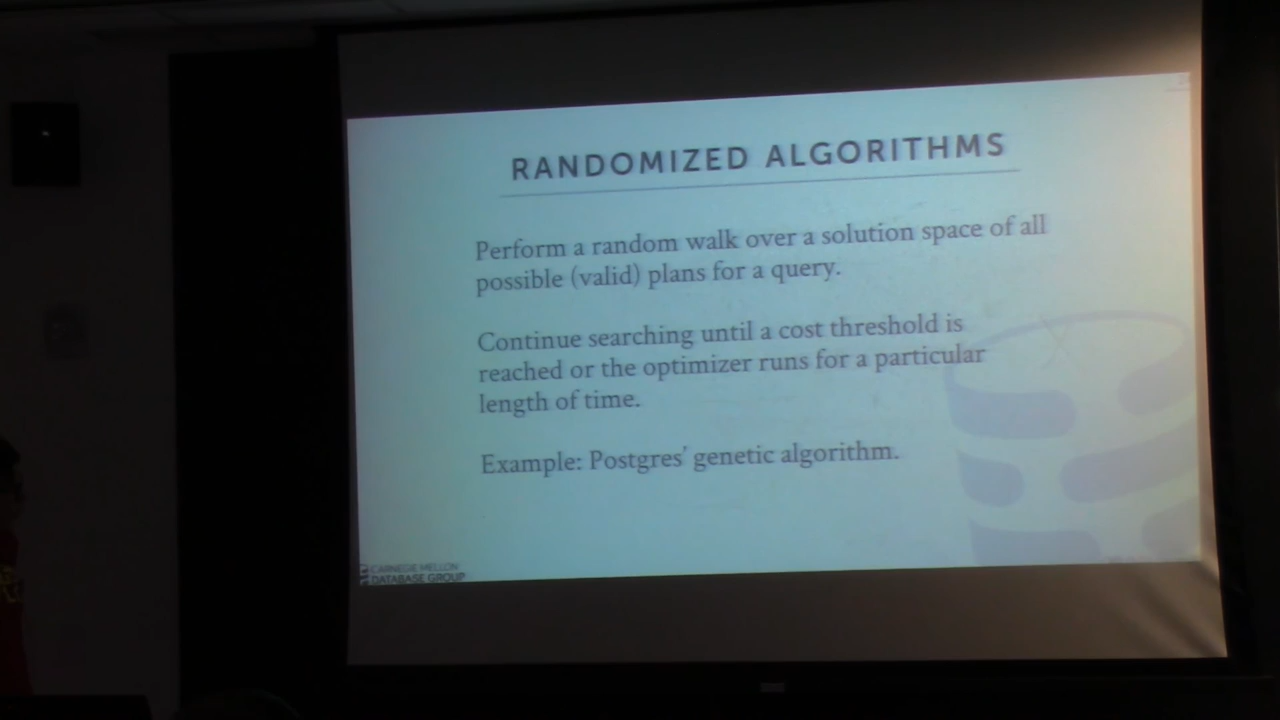 RANDOMIZED ALGORITHMS
Perform a random walk over a solution space of all
possible (valid) plans for a query.
Continue searching until a cost threshold is
reached or the optimizer runs for a particular
length of time.
Example: Postgres' genetic algorithm.
CARNEGIE MELLON
DATABASE GROUP